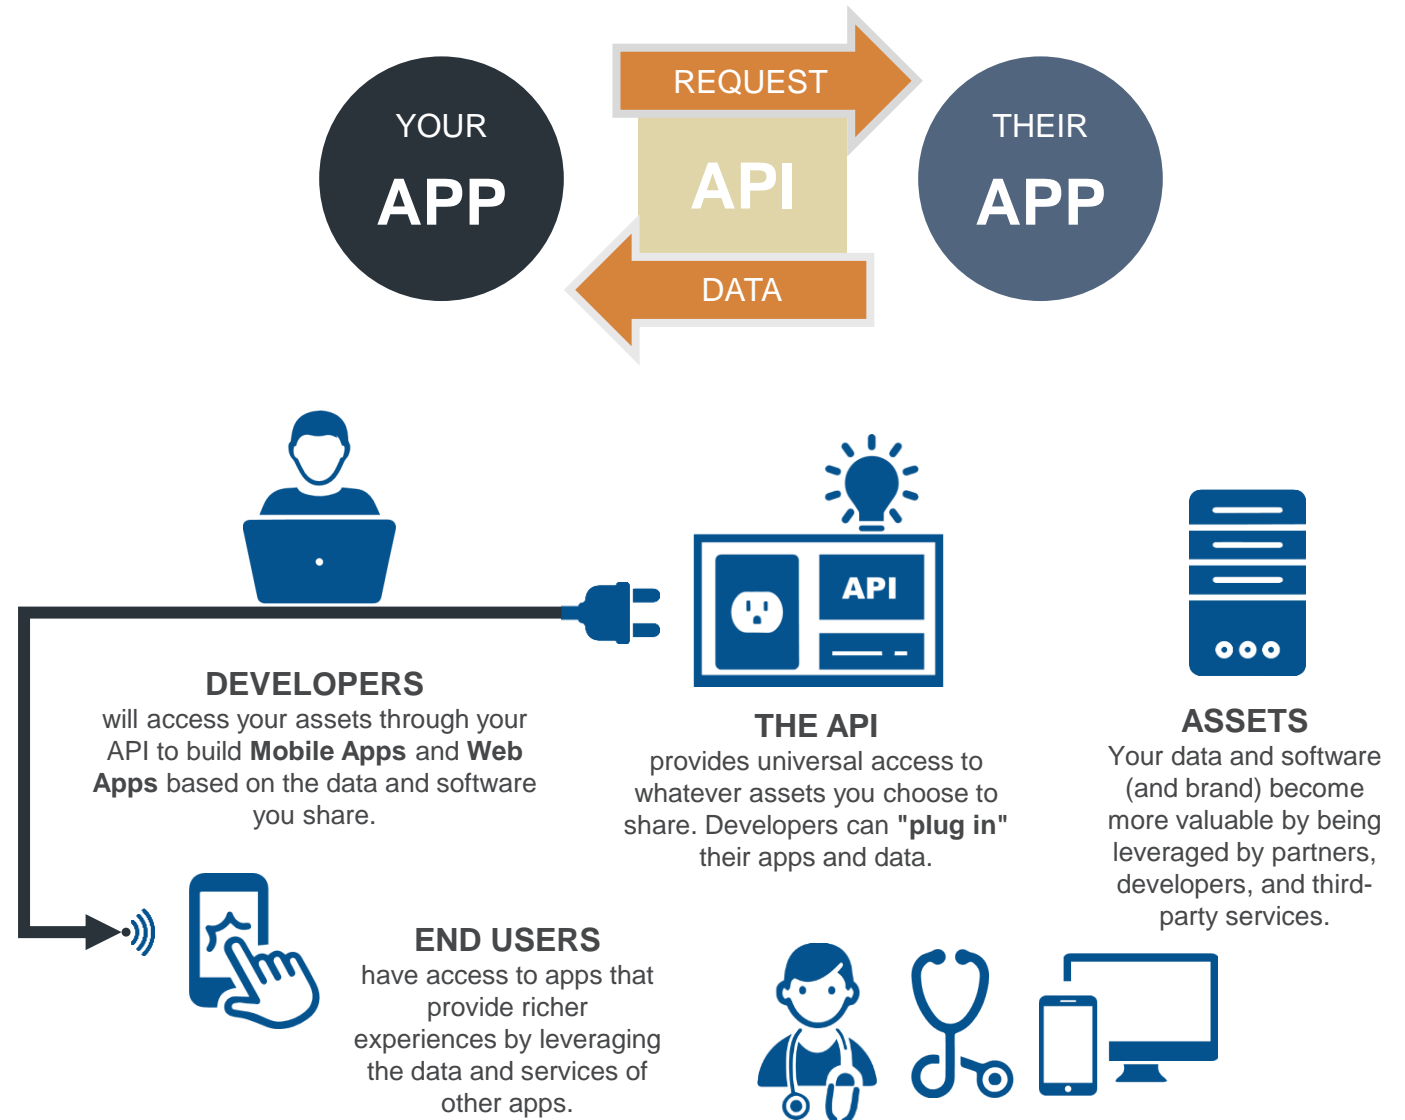 REQUEST
YOUR
APP
API
THEIR
APP
DATA
API
DEVELOPERS
will access your assets through your
API to build Mobile Apps and Web
Apps based on the data and software
you share.
THE API
provides universal access to
whatever assets you choose to
share. Developers can "plug in"
their apps and data.
ASSETS
Your data and software
(and brand) become
more valuable by being
leveraged by partners,
developers, and third-
party services.
END USERS
have access to apps that
provide richer
experiences by leveraging
the data and services of
other apps.